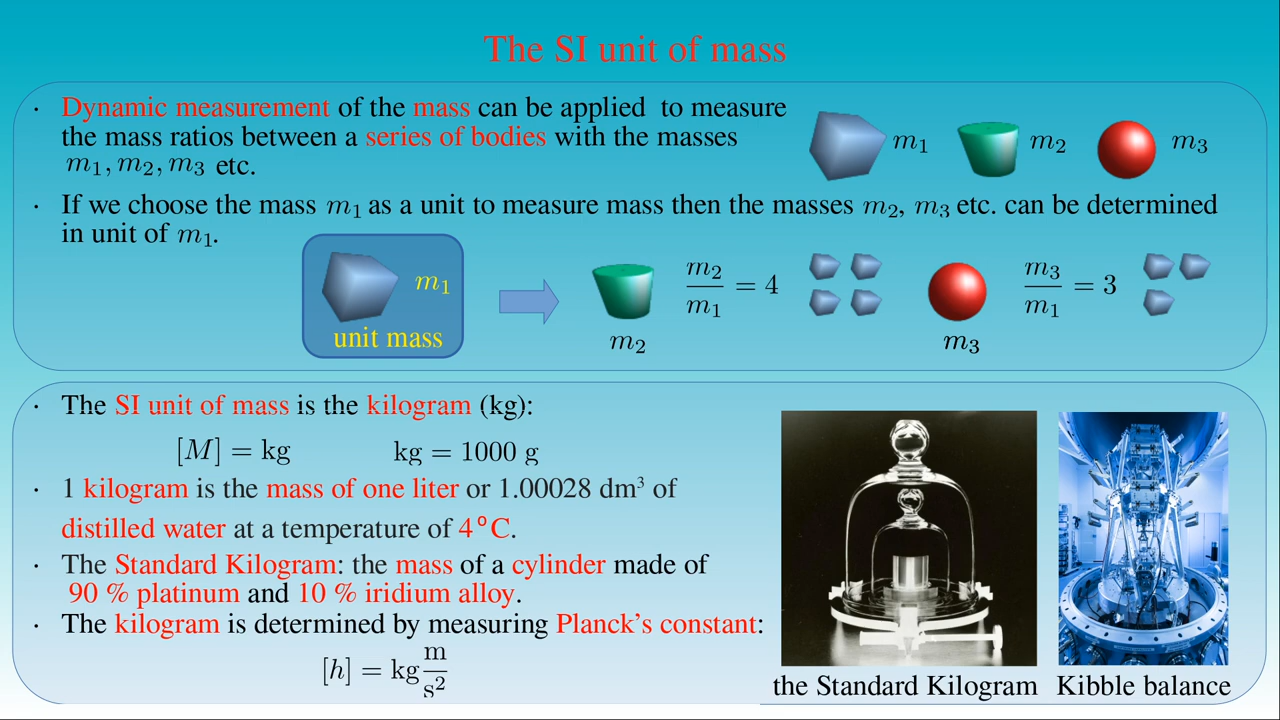 The SI unit of mass
· Dynamic measurement of the mass can be applied to measure
the mass ratios between a series of bodies with the masses
m₁, m₂, m₃ etc.
m₁ m₂ m₃
· If we choose the mass m₁ as a unit to measure mass then the masses m₂, m₃ etc. can be determined
in unit of m₁.
m₁
unit mass
m₂
m₂/m₁ = 4
m₃
m₃/m₁ = 3
· The SI unit of mass is the kilogram (kg):
[M] = kg kg = 1000 g
· 1 kilogram is the mass of one liter or 1.00028 dm³ of
distilled water at a temperature of 4°C.
· The Standard Kilogram: the mass of a cylinder made of
90 % platinum and 10 % iridium alloy.
· The kilogram is determined by measuring Planck's constant:
[h] = kg m/s²
the Standard Kilogram Kibble balance